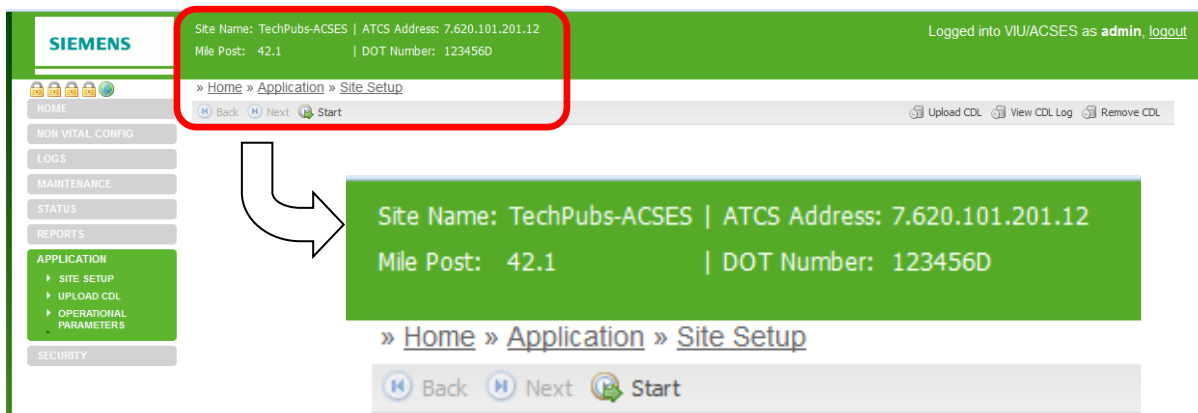 SIEMENS
Site Name: TechPubs-ACSES | ATCS Address: 7.620.101.201.12
Mile Post: 42.1 | DOT Number: 123456D
Logged into VIU/ACSES as admin, logout
» Home » Application » Site Setup
Back Next Start
Upload CDL View CDL Log Remove CDL
HOME
NON VITAL CONFIG
LOGS
MAINTENANCE
STATUS
REPORTS
APPLICATION
SITE SETUP
UPLOAD CDL
OPERATIONAL
PARAMETERS
SECURITY
Site Name: TechPubs-ACSES | ATCS Address: 7.620.101.201.12
Mile Post: 42.1 | DOT Number: 123456D
» Home » Application » Site Setup
Back Next Start